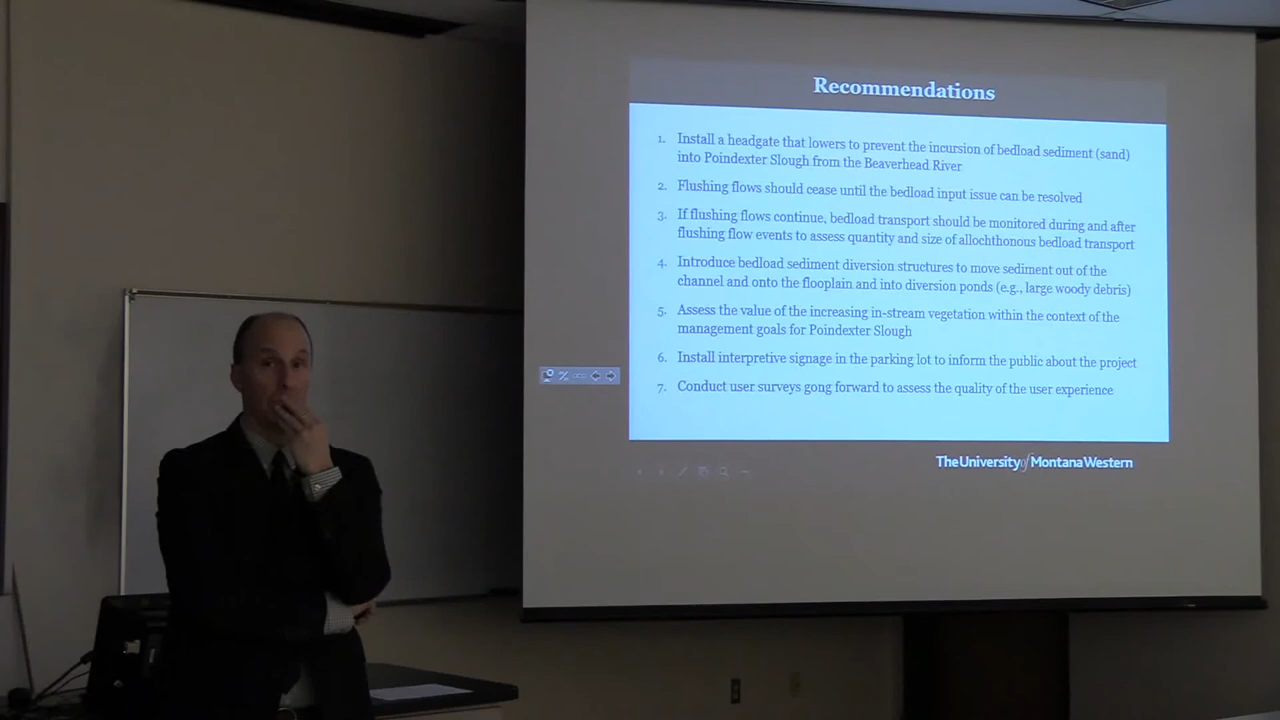 Recommendations
1. Install a headgate that lowers to prevent the incursion of bedload sediment (sand)
into Poindexter Slough from the Beaverhead River
2. Flushing flows should cease until the bedload input issue can be resolved
3. If flushing flows continue, bedload transport should be monitored during and after
flushing flow events to assess quantity and size of allochthonous bedload transport
4. Introduce bedload sediment diversion structures to move sediment out of the
channel and onto the flooplain and into diversion ponds (e.g., large woody debris)
5. Assess the value of the increasing in-stream vegetation within the context of the
management goals for Poindexter Slough
6. Install interpretive signage in the parking lot to inform the public about the project
7. Conduct user surveys gong forward to assess the quality of the user experience
The University of Montana Western